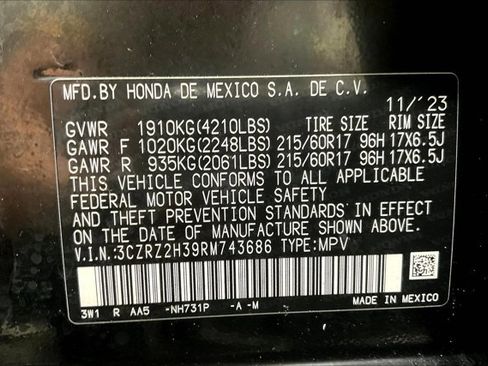 MFD.BY HONDA DE MEXICO S.A. DE C.V.
11/'23
GVWR 1910KG(4210LBS) TIRE SIZE RIM SIZE
GAWR F 1020KG(2248LBS) 215/60R17 96H 17X6.5J
GAWR R 935KG(2061LBS) 215/60R17 96H 17X6.5J
THIS VEHICLE CONFORMS TO ALL APPLICABLE
FEDERAL MOTOR VEHICLE SAFETY
AND THEFT PREVENTION STANDARDS IN EFFECT
ON THE DATE OF MANUFACTURE SHOWN ABOVE.
V.I.N.:3CZRZ2H39RM743686 TYPE:MPV
3W1 R AA5 -NH731P -A -M MADE IN MEXICO